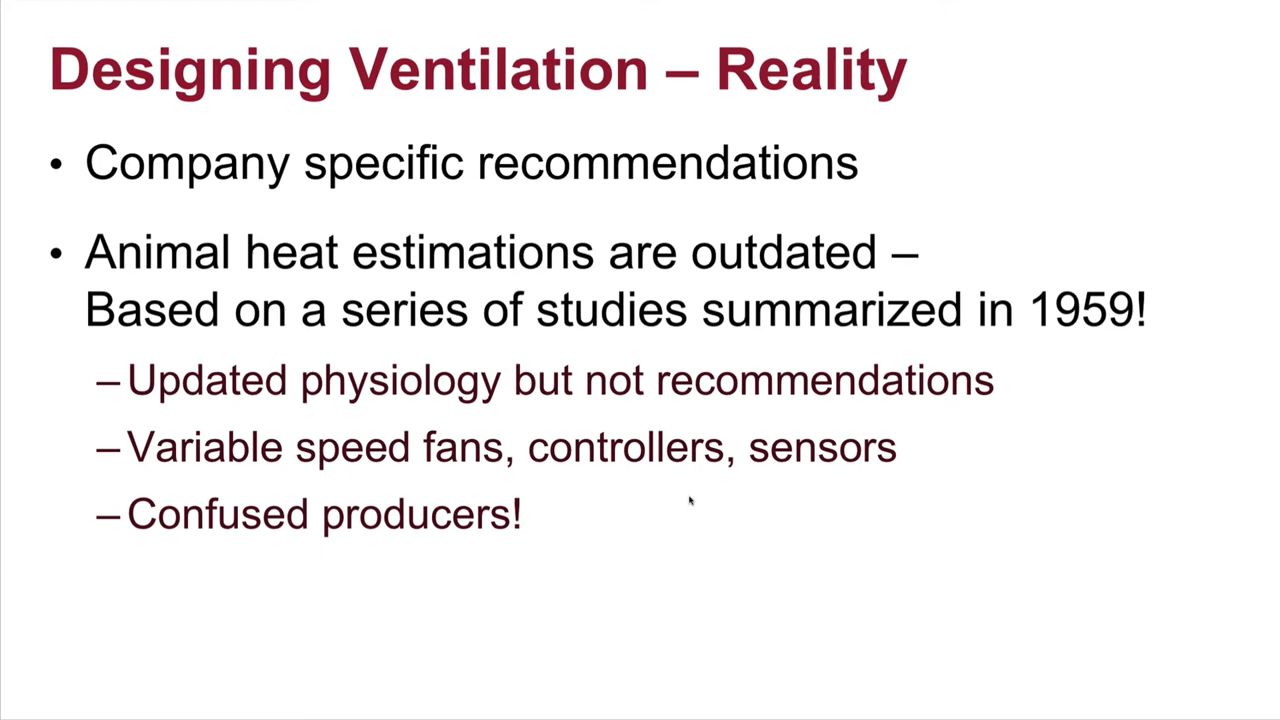 Designing Ventilation – Reality
• Company specific recommendations
• Animal heat estimations are outdated –
Based on a series of studies summarized in 1959!
– Updated physiology but not recommendations
– Variable speed fans, controllers, sensors
– Confused producers!